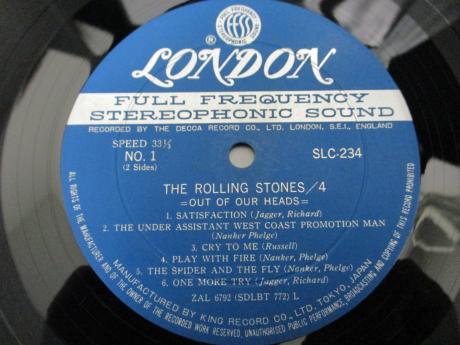 FULL FREQUENCY
ffss
STEREOPHONIC SOUND
®
LONDON
FULL FREQUENCY
STEREOPHONIC SOUND
RECORDED BY THE DECCA RECORD CO., LTD. LONDON, S.E.I., ENGLAND
SPEED 33⅓
NO. 1
(2 Sides)
SLC-234
THE ROLLING STONES/4
=OUT OF OUR HEADS=
1. SATISFACTION (Jagger, Richard)
2. THE UNDER ASSISTANT WEST COAST PROMOTION MAN
(Nanker Phelge)
3. CRY TO ME (Russell)
4. PLAY WITH FIRE (Nanker, Phelge)
5. THE SPIDER AND THE FLY (Nanker, Phelge)
6. ONE MORE TRY (Jagger, Richard)
ZAL 6792 (SDLBT 772) L
MANUFACTURED BY KING RECORD CO., LTD. TOKYO, JAPAN
ALL RIGHTS OF THE MANUFACTURER AND OF THE OWNER OF THE RECORDED WORK RESERVED, UNAUTHORISED PUBLIC PERFORMANCE, BROADCASTING AND COPYING OF THIS RECORD PROHIBITED